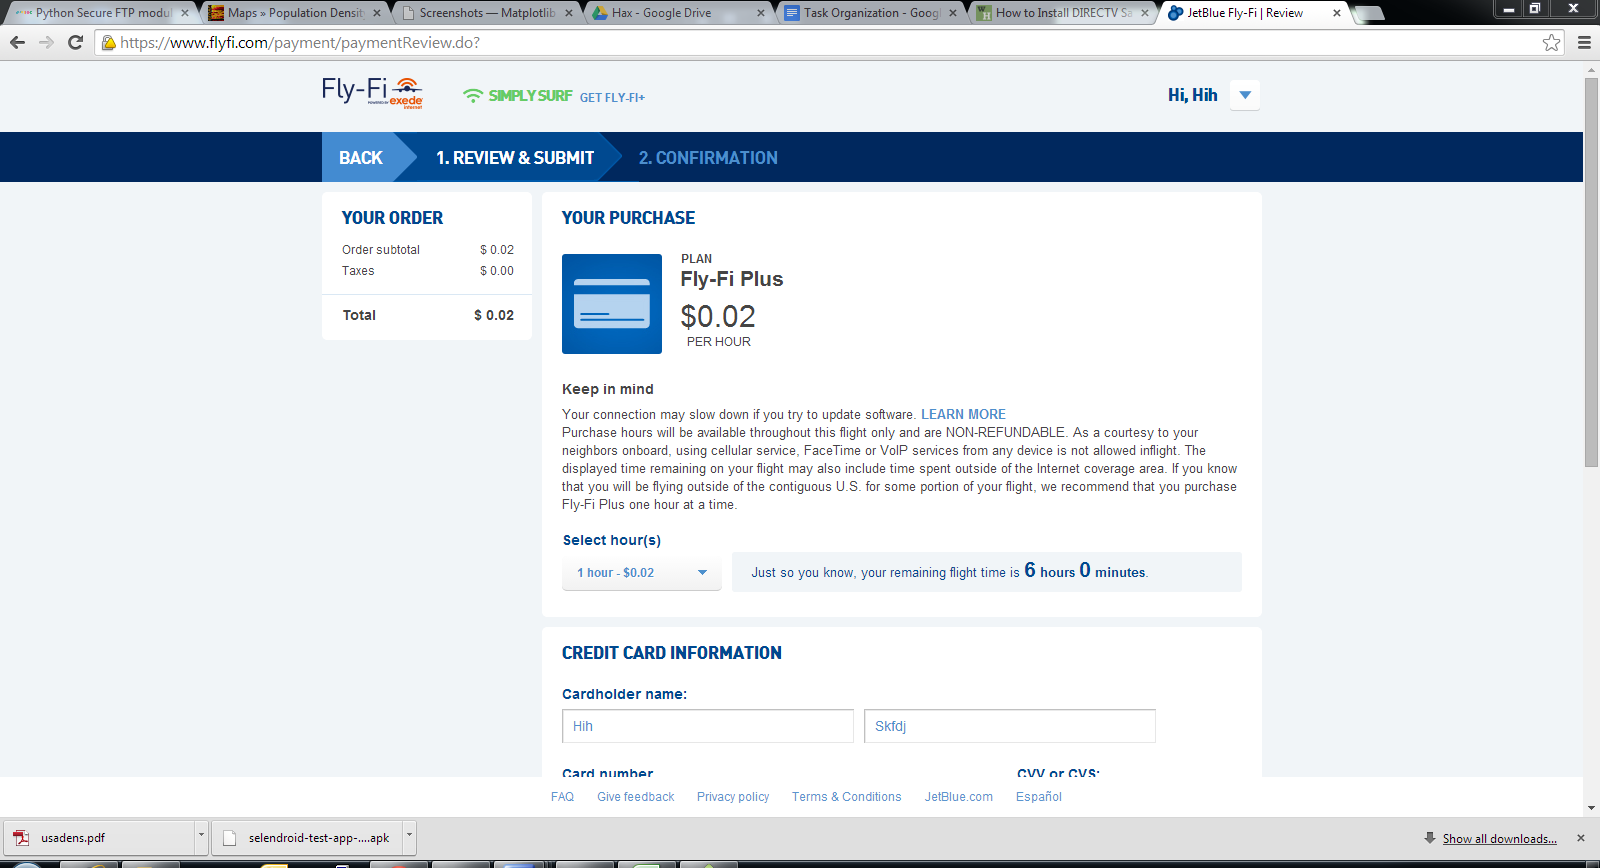 Python Secure FTP modul
Maps » Population Densit
Screenshots — Matplotlib
Hax - Google Drive
Task Organization - Googl
How to Install DIRECTV Sa
JetBlue Fly-Fi | Review
https://www.flyfi.com/payment/paymentReview.do?
Fly-Fi
POWERED BY exede
internet
SIMPLY SURF GET FLY-FI+
Hi, Hih
BACK
1. REVIEW & SUBMIT
2. CONFIRMATION
YOUR ORDER
Order subtotal $ 0.02
Taxes $ 0.00
Total $ 0.02
YOUR PURCHASE
PLAN
Fly-Fi Plus
$0.02
PER HOUR
Keep in mind
Your connection may slow down if you try to update software. LEARN MORE
Purchase hours will be available throughout this flight only and are NON-REFUNDABLE. As a courtesy to your
neighbors onboard, using cellular service, FaceTime or VoIP services from any device is not allowed inflight. The
displayed time remaining on your flight may also include time spent outside of the Internet coverage area. If you know
that you will be flying outside of the contiguous U.S. for some portion of your flight, we recommend that you purchase
Fly-Fi Plus one hour at a time.
Select hour(s)
1 hour - $0.02
Just so you know, your remaining flight time is 6 hours 0 minutes.
CREDIT CARD INFORMATION
Cardholder name:
Hih
Skfdj
Card number
CVV or CVS:
FAQ Give feedback Privacy policy Terms & Conditions JetBlue.com Español
usadens.pdf
selendroid-test-app-....apk
Show all downloads...